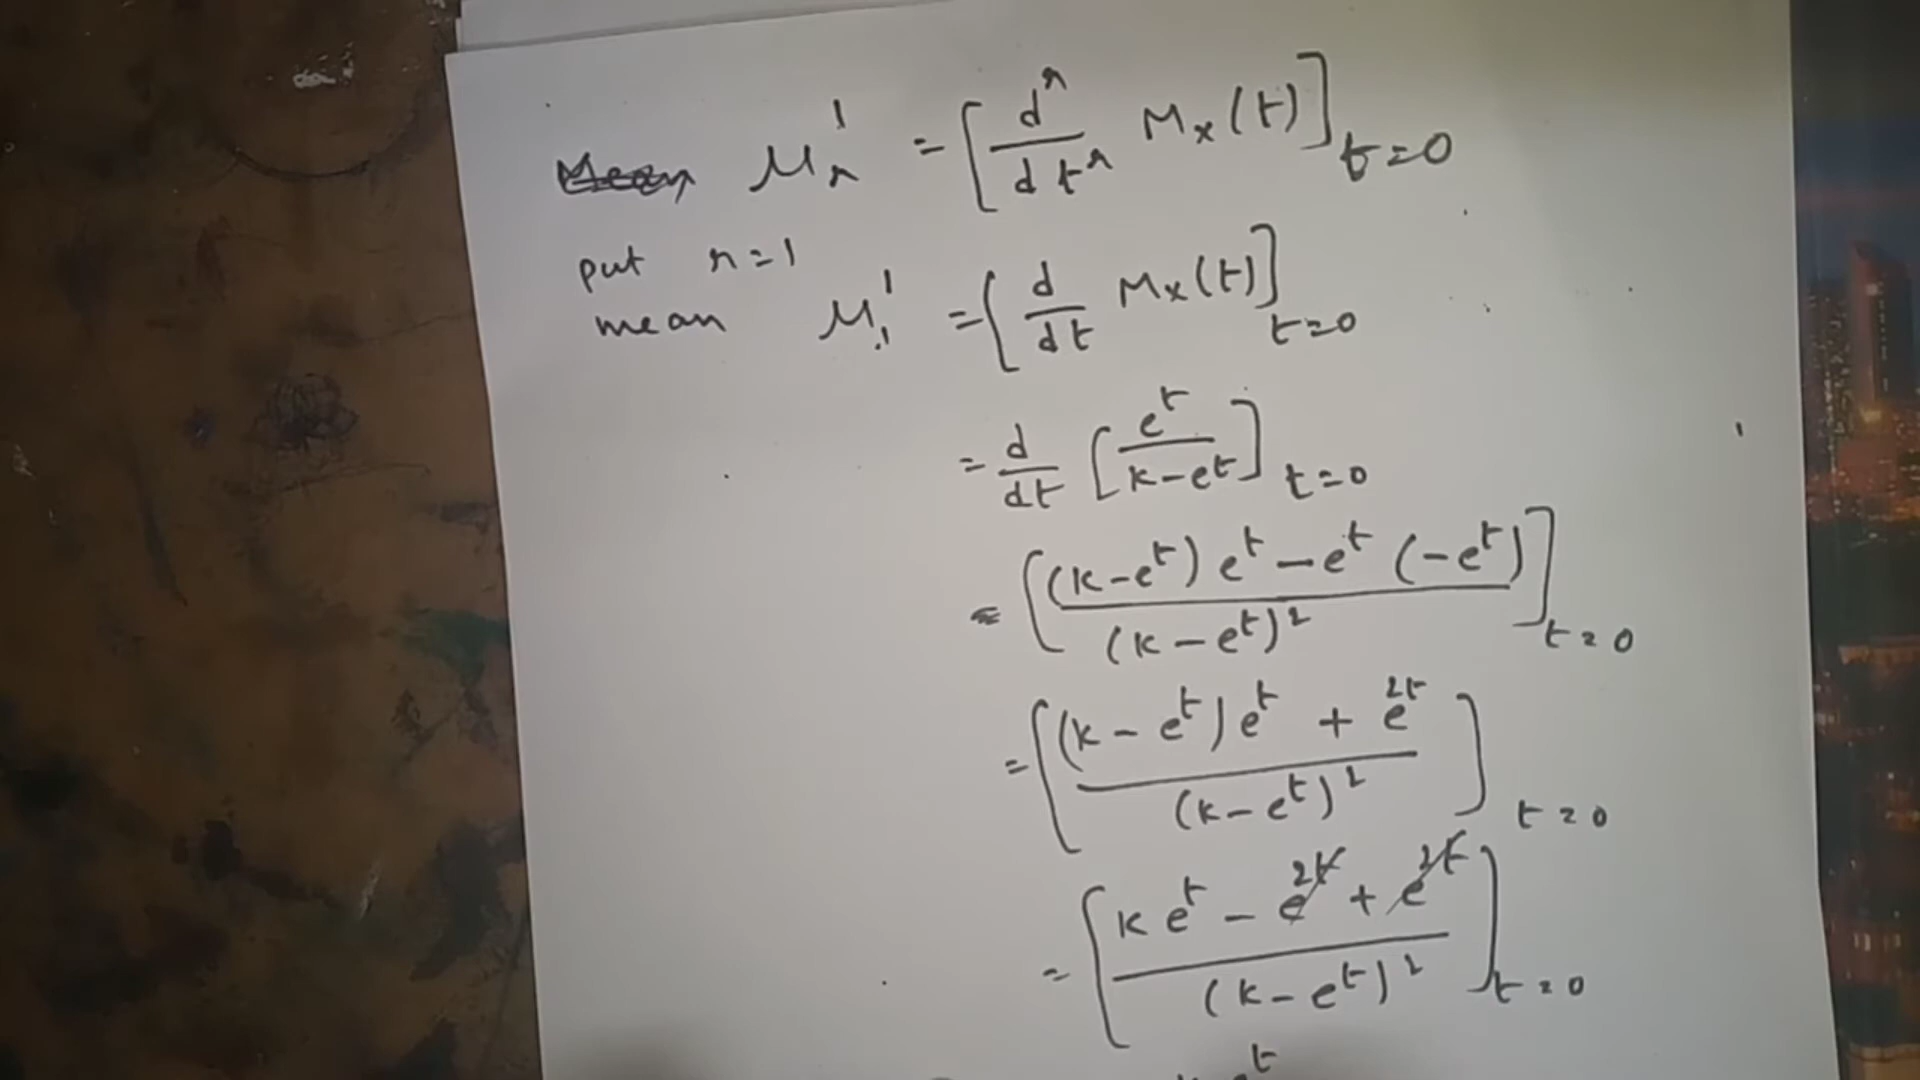 μ'ᵣ = [dʳ/dtʳ Mₓ(t)]ₜ₌₀
put r=1
mean μ'₁ = [d/dt Mₓ(t)]ₜ₌₀
= d/dt [eᵗ/(k-eᵗ)] t=0
= [((k-eᵗ) eᵗ - eᵗ (-eᵗ))/(k-eᵗ)²] t=0
= [((k-eᵗ)eᵗ + e²ᵗ)/(k-eᵗ)²] t=0
= [(k eᵗ - e²ᵗ + e²ᵗ)/(k-eᵗ)²] t=0